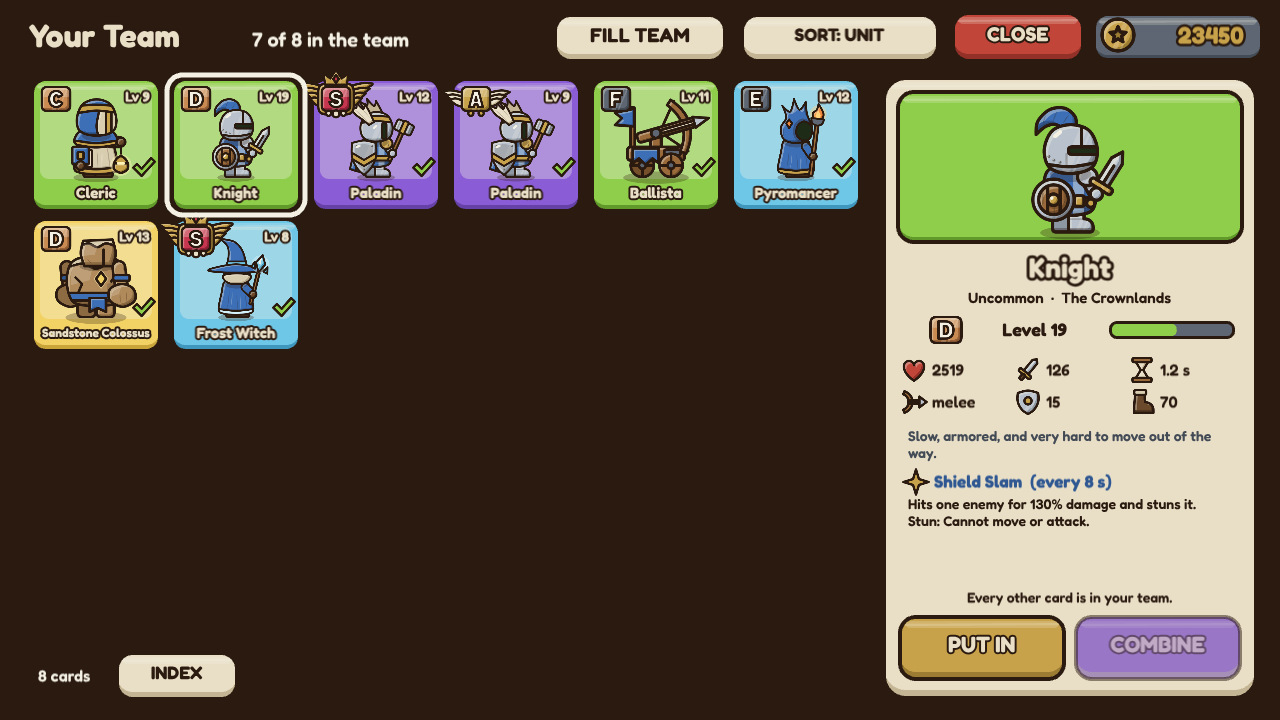 Your Team
7 of 8 in the team
FILL TEAM
SORT: UNIT
CLOSE
23450
C
Lv 9
Cleric
D
Lv 19
Knight
S
Lv 12
Paladin
A
Lv 9
Paladin
F
Lv 11
Ballista
E
Lv 12
Pyromancer
D
Lv 13
Sandstone Colossus
S
Lv 8
Frost Witch
Knight
Uncommon · The Crownlands
D
Level 19
2519
126
1.2 s
melee
15
70
Slow, armored, and very hard to move out of the
way.
Shield Slam (every 8 s)
Hits one enemy for 130% damage and stuns it.
Stun: Cannot move or attack.
Every other card is in your team.
PUT IN
COMBINE
8 cards
INDEX